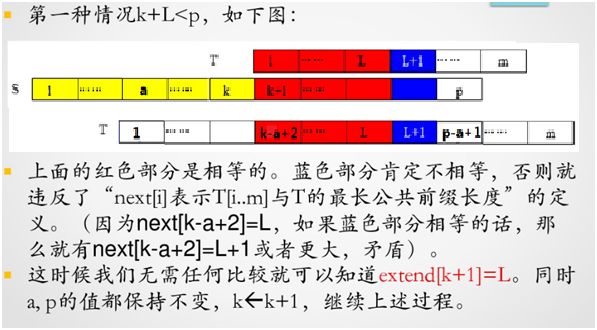 第一种情况k+L<p，如下图：
T 1 ...... L L+1 ...... m
S 1 ...... a ...... k k+1 ...... p
T 1 ...... k-a+2 ...... L L+1 p-a+1 ...... m
上面的红色部分是相等的。蓝色部分肯定不相等，否则就
违反了“next[i]表示T[i..m]与T的最长公共前缀长度”的定
义。（因为next[k-a+2]=L，如果蓝色部分相等的话，那
么就有next[k-a+2]=L+1或者更大，矛盾）。
这时候我们无需任何比较就可以知道extend[k+1]=L。同时
a, p的值都保持不变，k←k+1，继续上述过程。